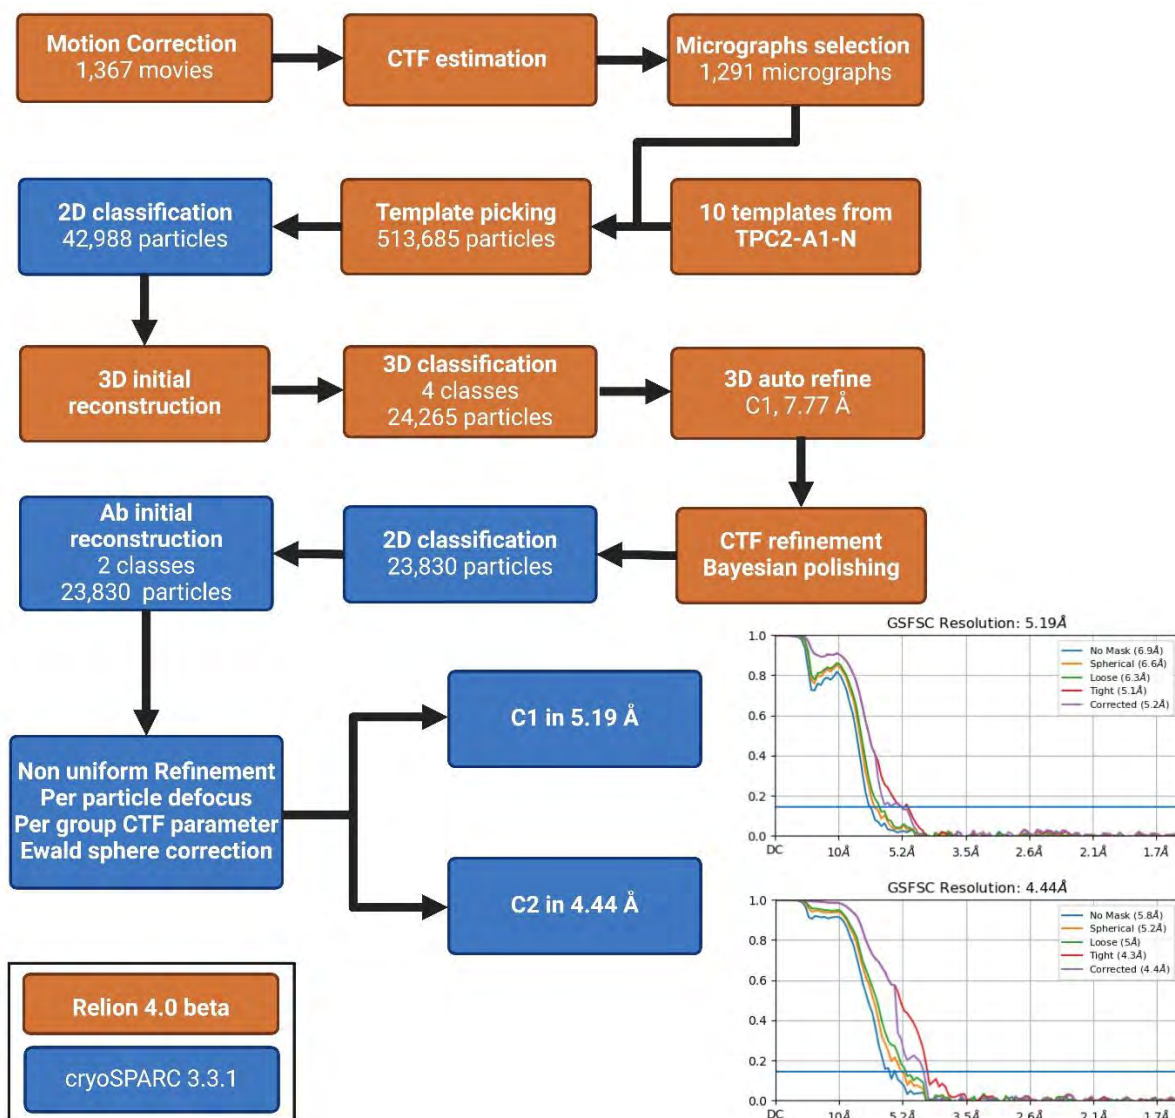 Motion Correction
1,367 movies
CTF estimation
Micrographs selection
1,291 micrographs
2D classification
42,988 particles
Template picking
513,685 particles
10 templates from
TPC2-A1-N
3D initial
reconstruction
3D classification
4 classes
24,265 particles
3D auto refine
C1, 7.77 Å
Ab initial
reconstruction
2 classes
23,830 particles
2D classification
23,830 particles
CTF refinement
Bayesian polishing
Non uniform Refinement
Per particle defocus
Per group CTF parameter
Ewald sphere correction
C1 in 5.19 Å
C2 in 4.44 Å
GSFSC Resolution: 5.19Å
1.0
0.8
0.6
0.4
0.2
0.0
No Mask (6.9Å)
Spherical (6.6Å)
Loose (6.3Å)
Tight (5.1Å)
Corrected (5.2Å)
DC 10Å 5.2Å 3.5Å 2.6Å 2.1Å 1.7Å
GSFSC Resolution: 4.44Å
1.0
0.8
0.6
0.4
0.2
0.0
No Mask (5.8Å)
Spherical (5.2Å)
Loose (5Å)
Tight (4.3Å)
Corrected (4.4Å)
DC 10Å 5.2Å 3.5Å 2.6Å 2.1Å 1.7Å
Relion 4.0 beta
cryoSPARC 3.3.1